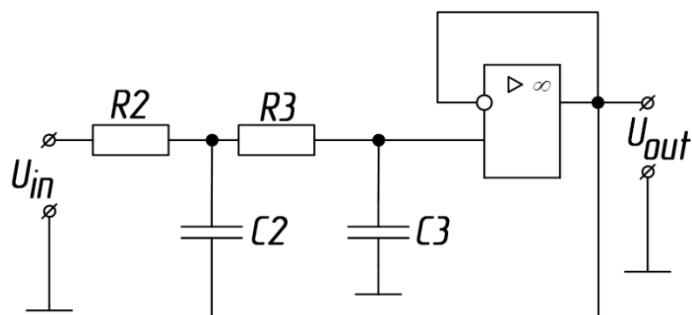 R2
R3
▷ ∞
U_in
U_out
C2
C3